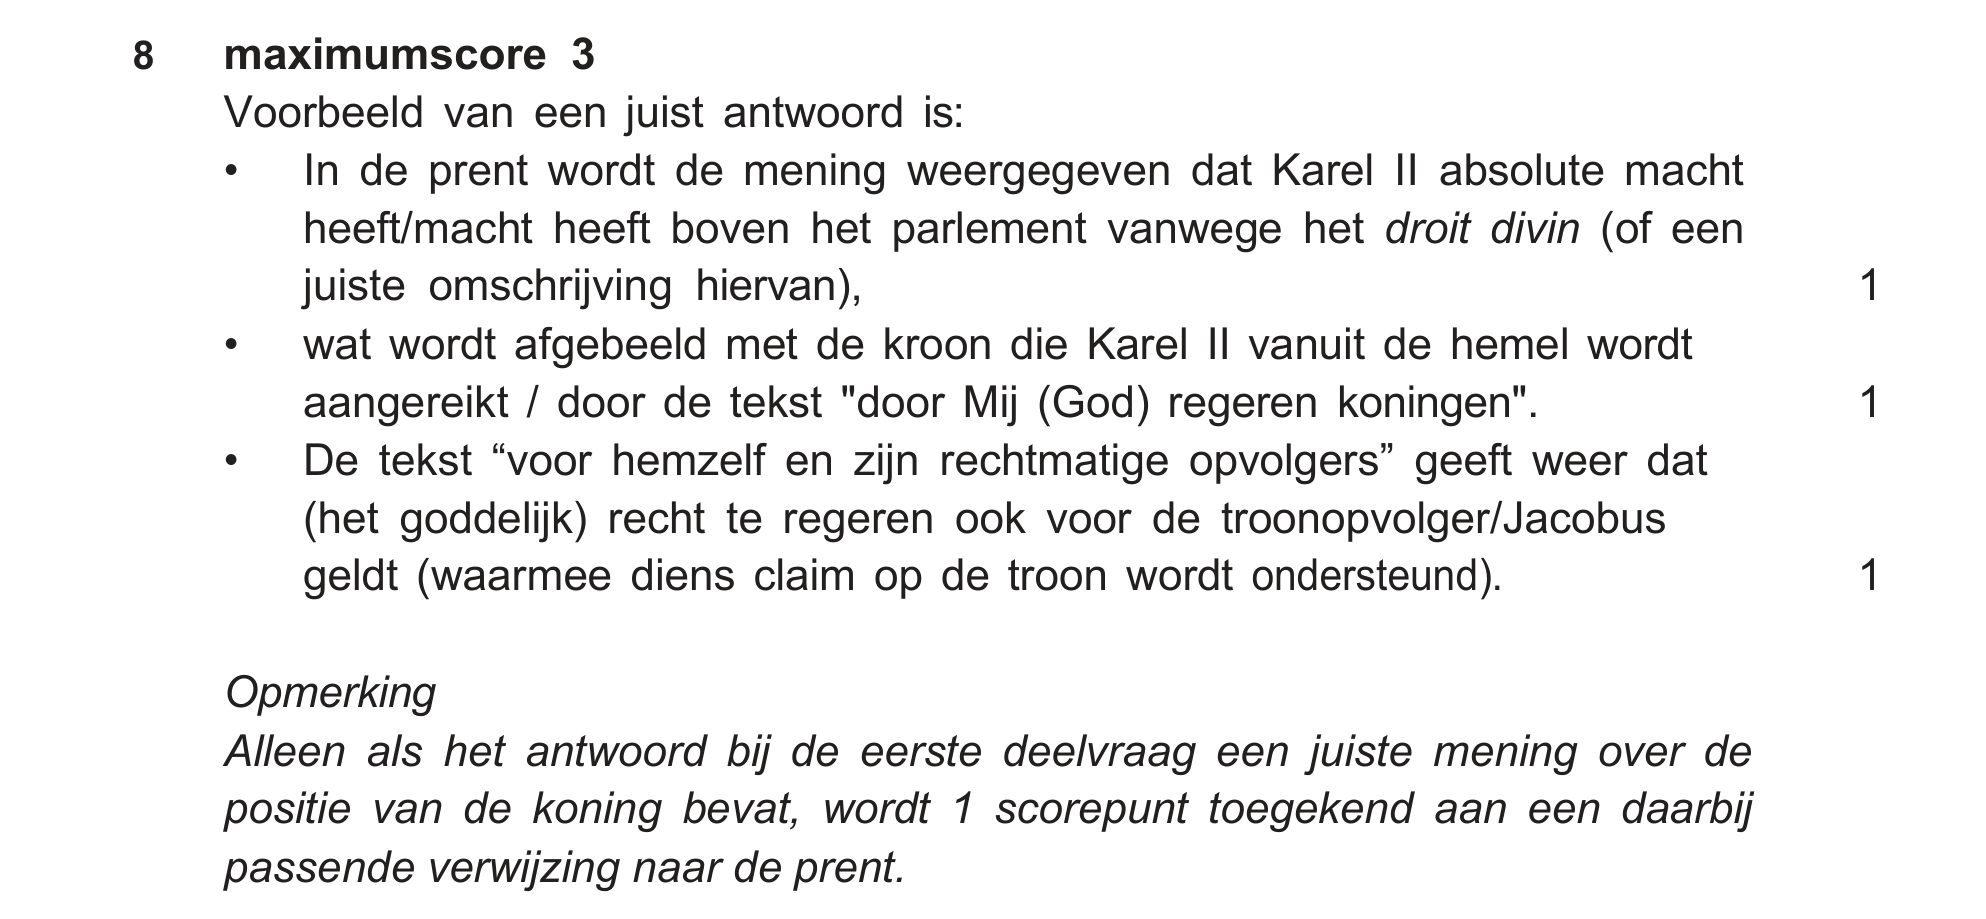 8 maximumscore 3
Voorbeeld van een juist antwoord is:
• In de prent wordt de mening weergegeven dat Karel II absolute macht
heeft/macht heeft boven het parlement vanwege het droit divin (of een
juiste omschrijving hiervan), 1
• wat wordt afgebeeld met de kroon die Karel II vanuit de hemel wordt
aangereikt / door de tekst "door Mij (God) regeren koningen". 1
• De tekst “voor hemzelf en zijn rechtmatige opvolgers” geeft weer dat
(het goddelijk) recht te regeren ook voor de troonopvolger/Jacobus
geldt (waarmee diens claim op de troon wordt ondersteund). 1
Opmerking
Alleen als het antwoord bij de eerste deelvraag een juiste mening over de
positie van de koning bevat, wordt 1 scorepunt toegekend aan een daarbij
passende verwijzing naar de prent.